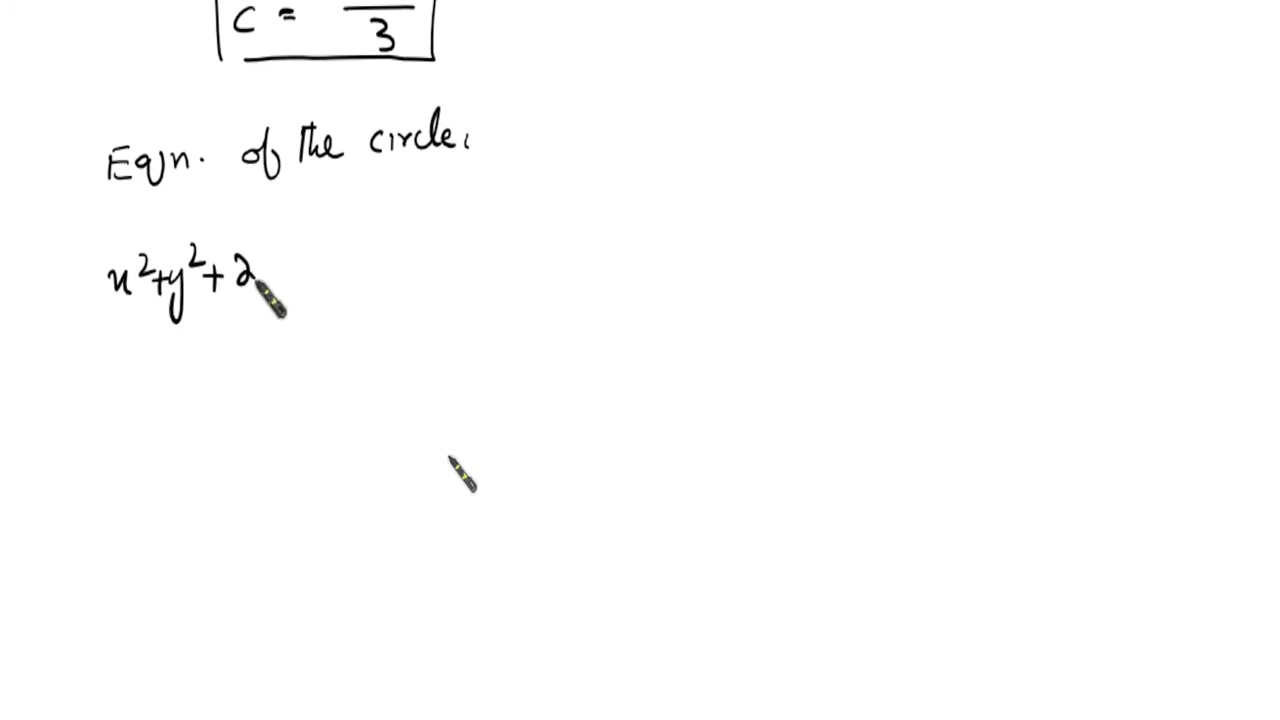 c = 3
Eqn. of the circle.
x²+y²+2